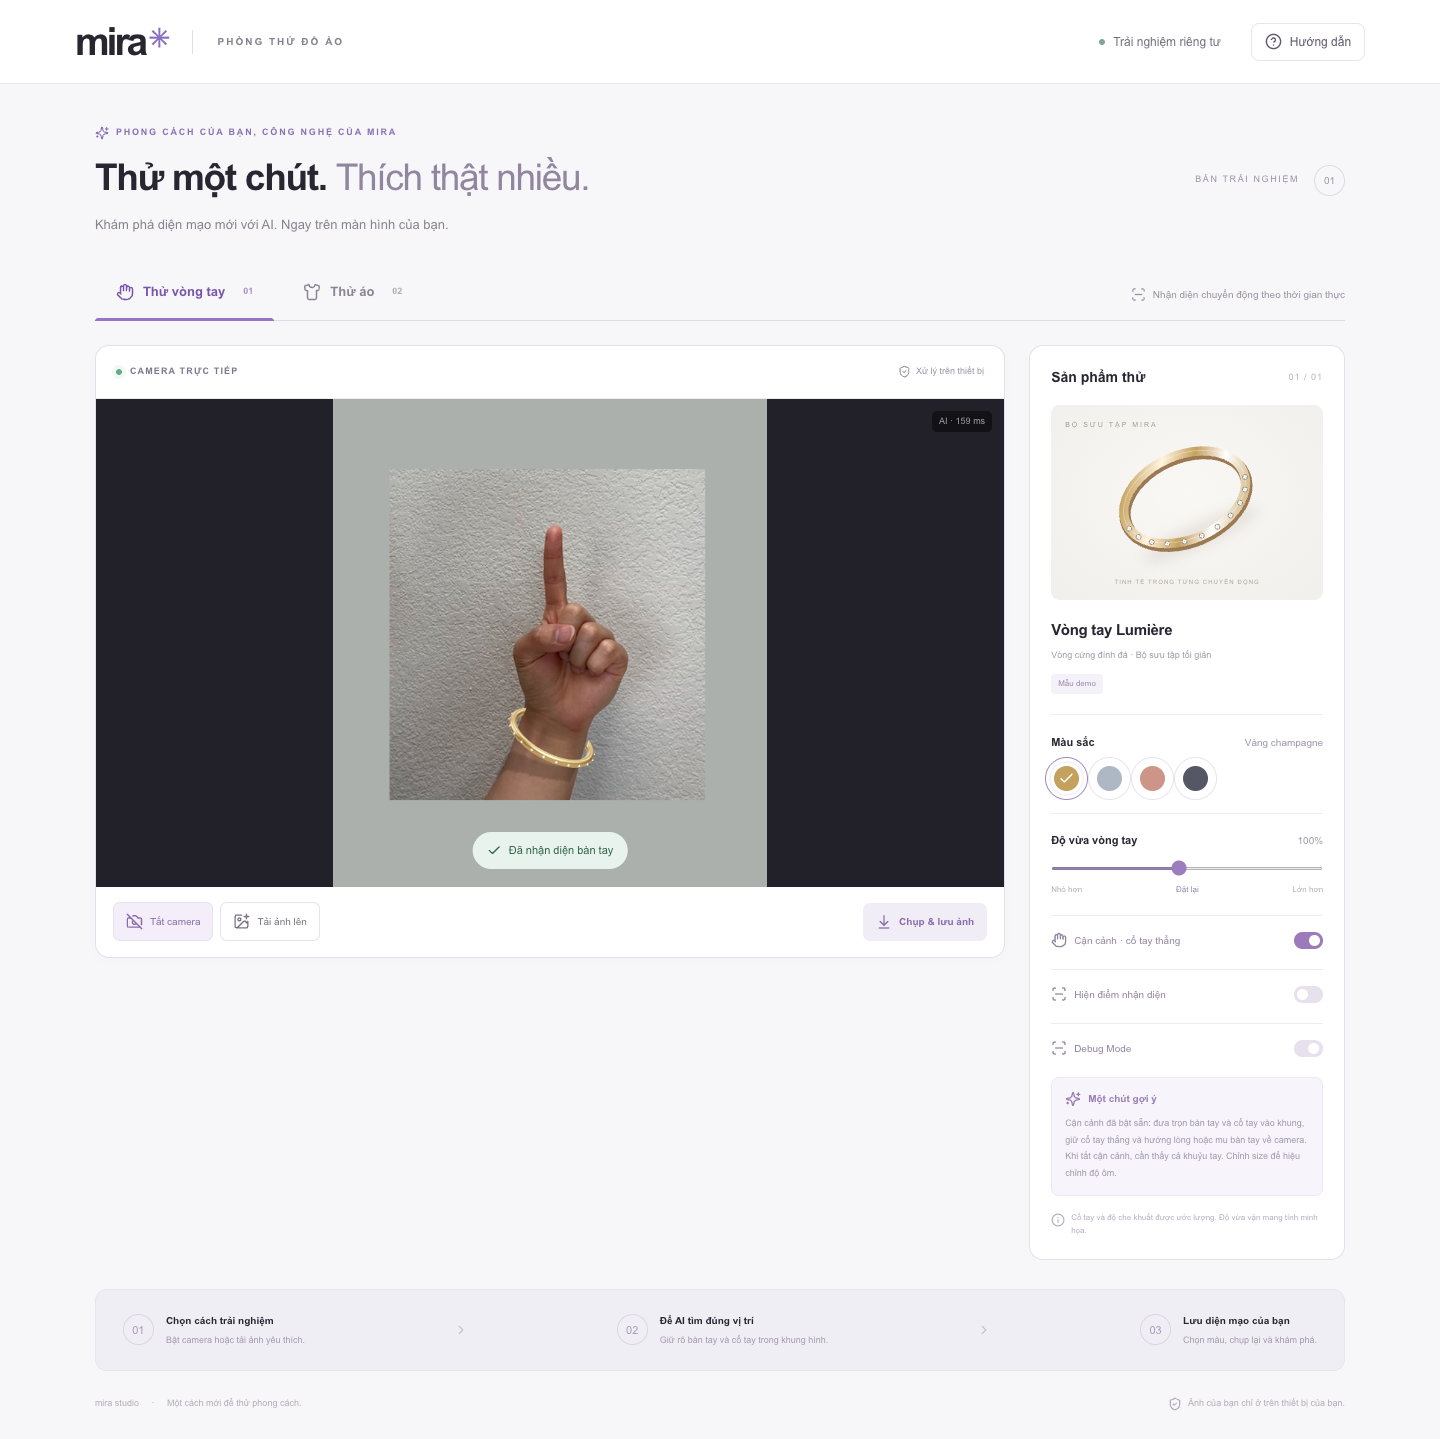 mira
PHÒNG THỬ ĐỒ ẢO
Trải nghiệm riêng tư
Hướng dẫn
PHONG CÁCH CỦA BẠN, CÔNG NGHỆ CỦA MIRA
Thử một chút. Thích thật nhiều.
BẢN TRẢI NGHIỆM 01
Khám phá diện mạo mới với AI. Ngay trên màn hình của bạn.
Thử vòng tay 01
Thử áo 02
Nhận diện chuyển động theo thời gian thực
CAMERA TRỰC TIẾP
Xử lý trên thiết bị
AI · 159 ms
Đã nhận diện bàn tay
Tắt camera
Tải ảnh lên
Chụp & lưu ảnh
Sản phẩm thử
01 / 01
BỘ SƯU TẬP MIRA
TINH TẾ TRONG TỪNG CHUYỂN ĐỘNG
Vòng tay Lumière
Vòng cứng đính đá · Bộ sưu tập tối giản
Mẫu demo
Màu sắc
Vàng champagne
Độ vừa vòng tay
100%
Nhỏ hơn
Đặt lại
Lớn hơn
Cận cảnh · cổ tay thẳng
Hiện điểm nhận diện
Debug Mode
Một chút gợi ý
Cận cảnh đã bật sẵn: đưa trọn bàn tay và cổ tay vào khung,
giữ cổ tay thẳng và hướng lòng hoặc mu bàn tay về camera.
Khi tắt cận cảnh, cần thấy cả khuỷu tay. Chỉnh size để hiệu
chỉnh độ ôm.
Cổ tay và độ che khuất được ước lượng. Độ vừa vặn mang tính minh
họa.
01
Chọn cách trải nghiệm
Bật camera hoặc tải ảnh yêu thích.
02
Để AI tìm đúng vị trí
Giữ rõ bàn tay và cổ tay trong khung hình.
03
Lưu diện mạo của bạn
Chọn màu, chụp lại và khám phá.
mira studio · Một cách mới để thử phong cách.
Ảnh của bạn chỉ ở trên thiết bị của bạn.